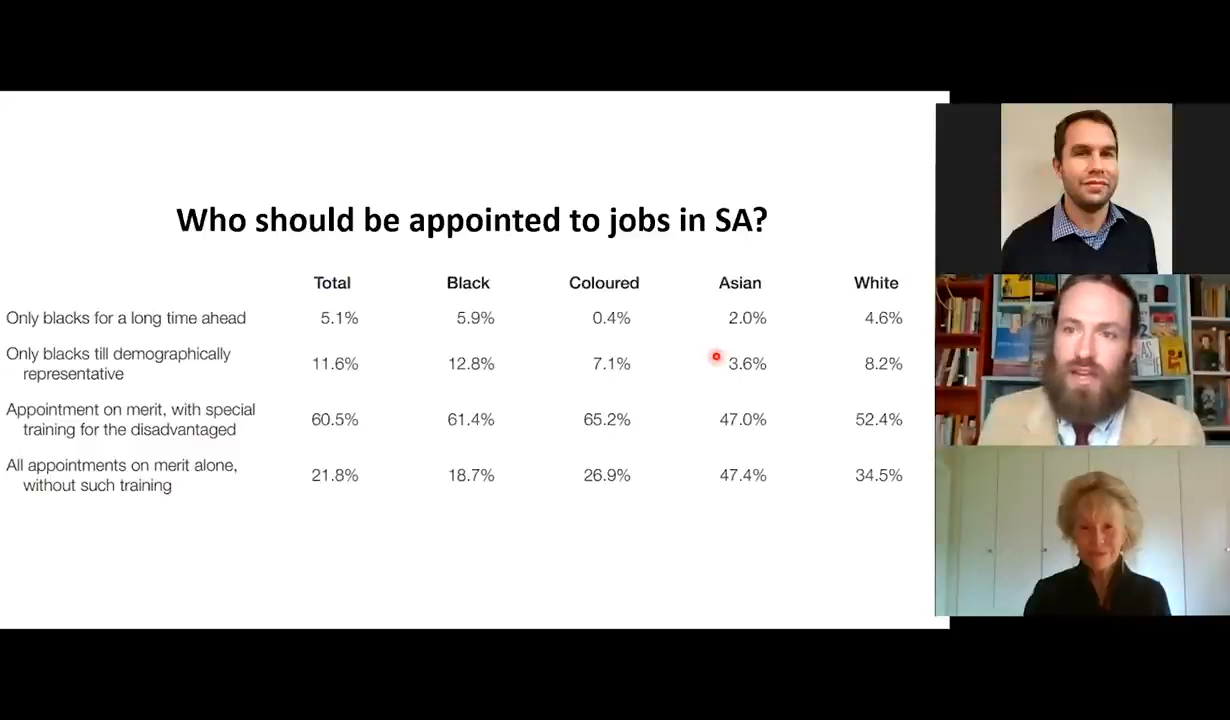 Who should be appointed to jobs in SA?
Total Black Coloured Asian White
Only blacks for a long time ahead 5.1% 5.9% 0.4% 2.0% 4.6%
Only blacks till demographically
representative 11.6% 12.8% 7.1% 3.6% 8.2%
Appointment on merit, with special
training for the disadvantaged 60.5% 61.4% 65.2% 47.0% 52.4%
All appointments on merit alone,
without such training 21.8% 18.7% 26.9% 47.4% 34.5%